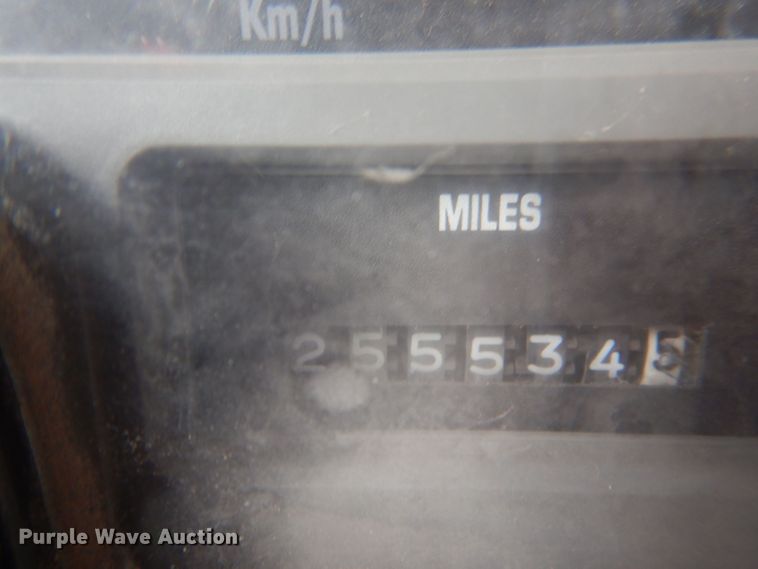 Km/h
MILES
255534
Purple Wave Auction